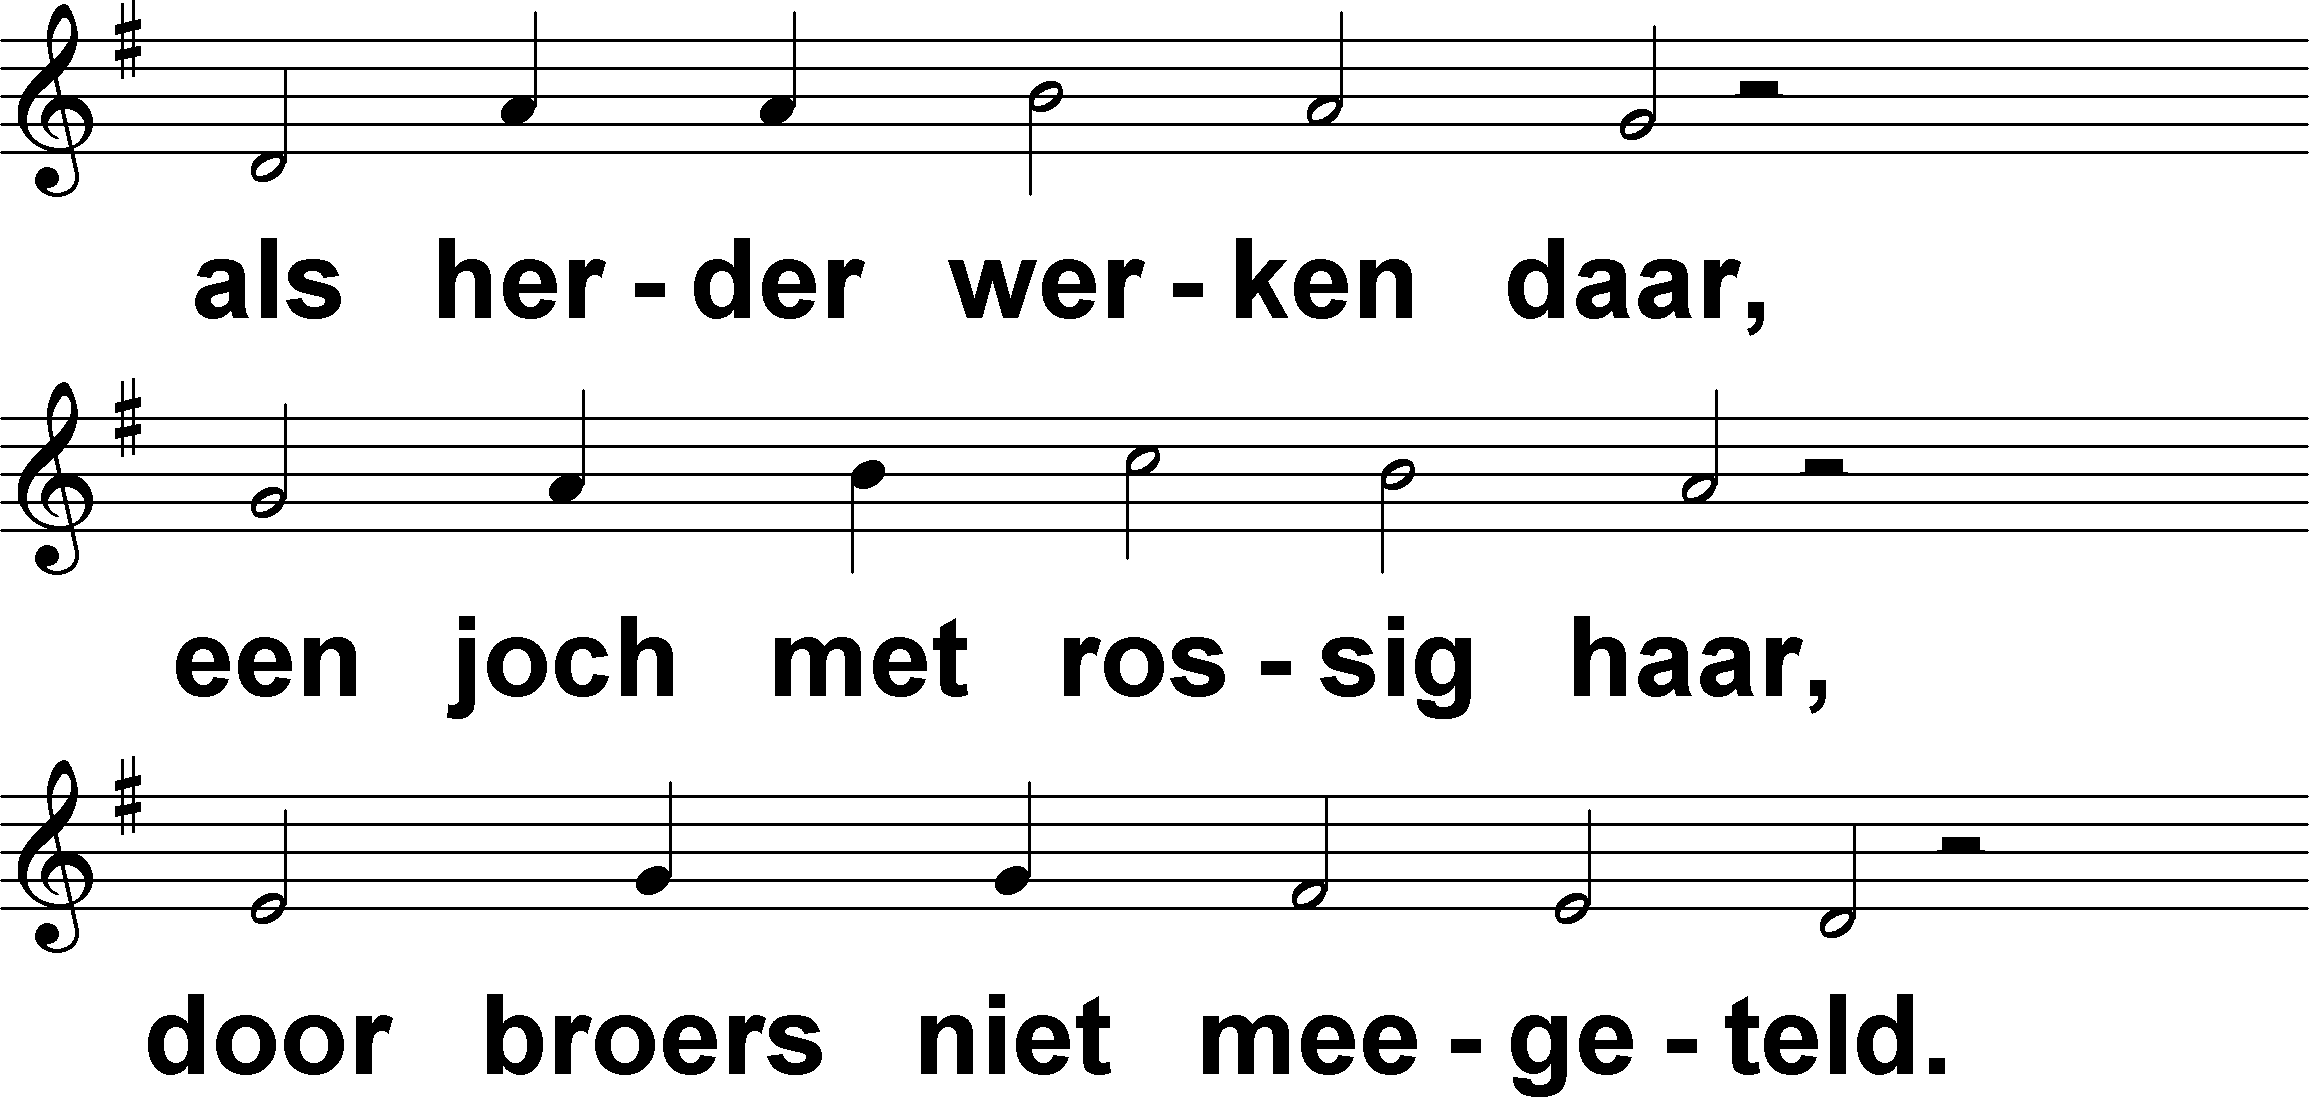 als her - der wer - ken daar,
een joch met ros - sig haar,
door broers niet mee - ge - teld.